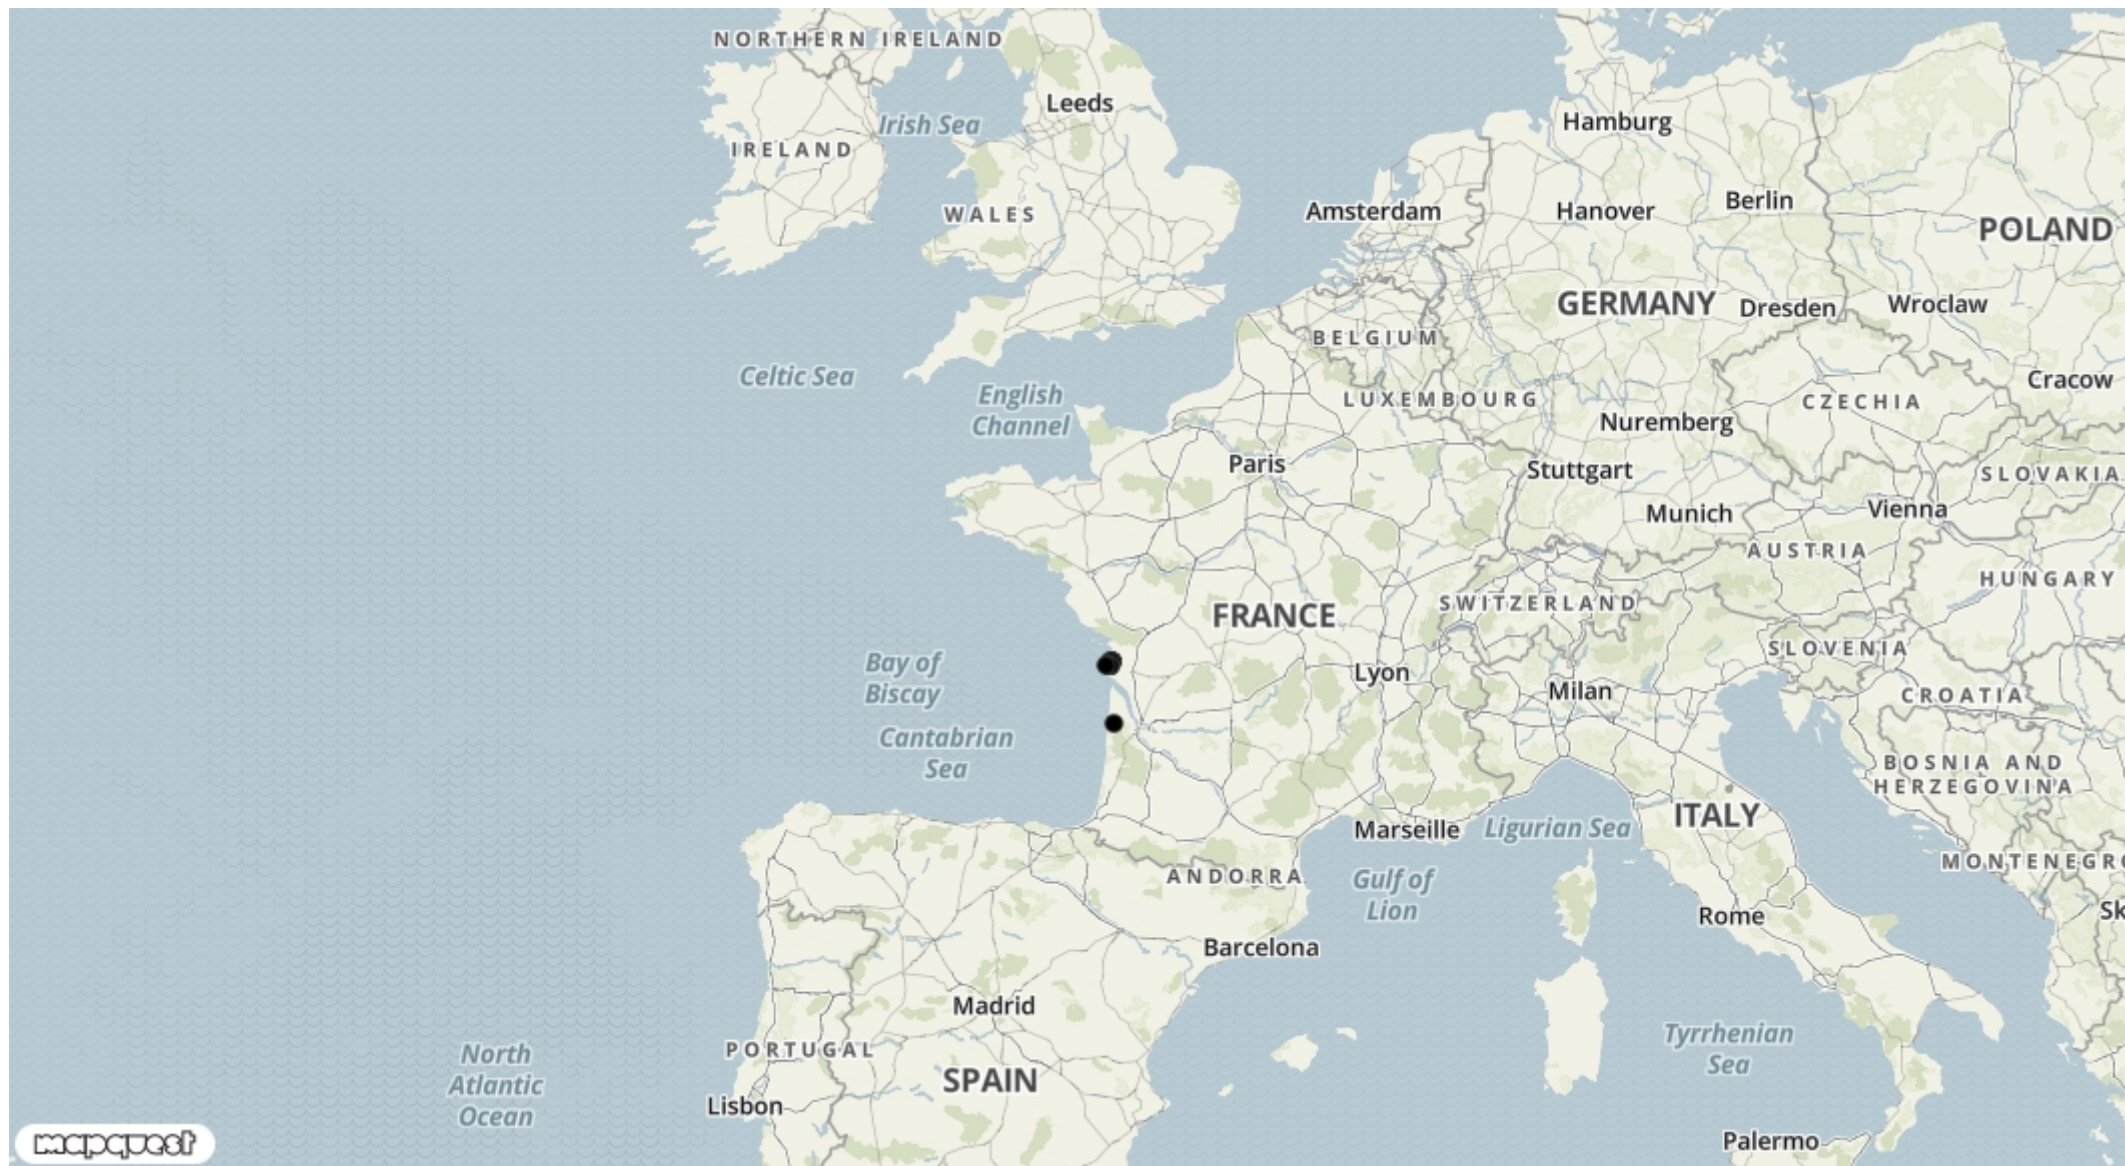 NORTHERN IRELAND
Leeds
Irish Sea
IRELAND
Hamburg
WALES
Amsterdam
Hanover
Berlin
POLAND
GERMANY
Dresden
Wroclaw
BELGIUM
Celtic Sea
English
Channel
LUXEMBOURG
Cracow
CZECHIA
Nuremberg
Paris
Stuttgart
SLOVAKIA
Munich
Vienna
AUSTRIA
HUNGARY
FRANCE
SWITZERLAND
SLOVENIA
Bay of
Biscay
Lyon
Milan
CROATIA
Cantabrian
Sea
BOSNIA AND
HERZEGOVINA
ITALY
Marseille
Ligurian Sea
MONTENEGRO
ANDORRA
Gulf of
Lion
Rome
Sk
Barcelona
Madrid
Tyrrhenian
Sea
PORTUGAL
North
Atlantic
Ocean
SPAIN
Lisbon
Palermo
mapquest